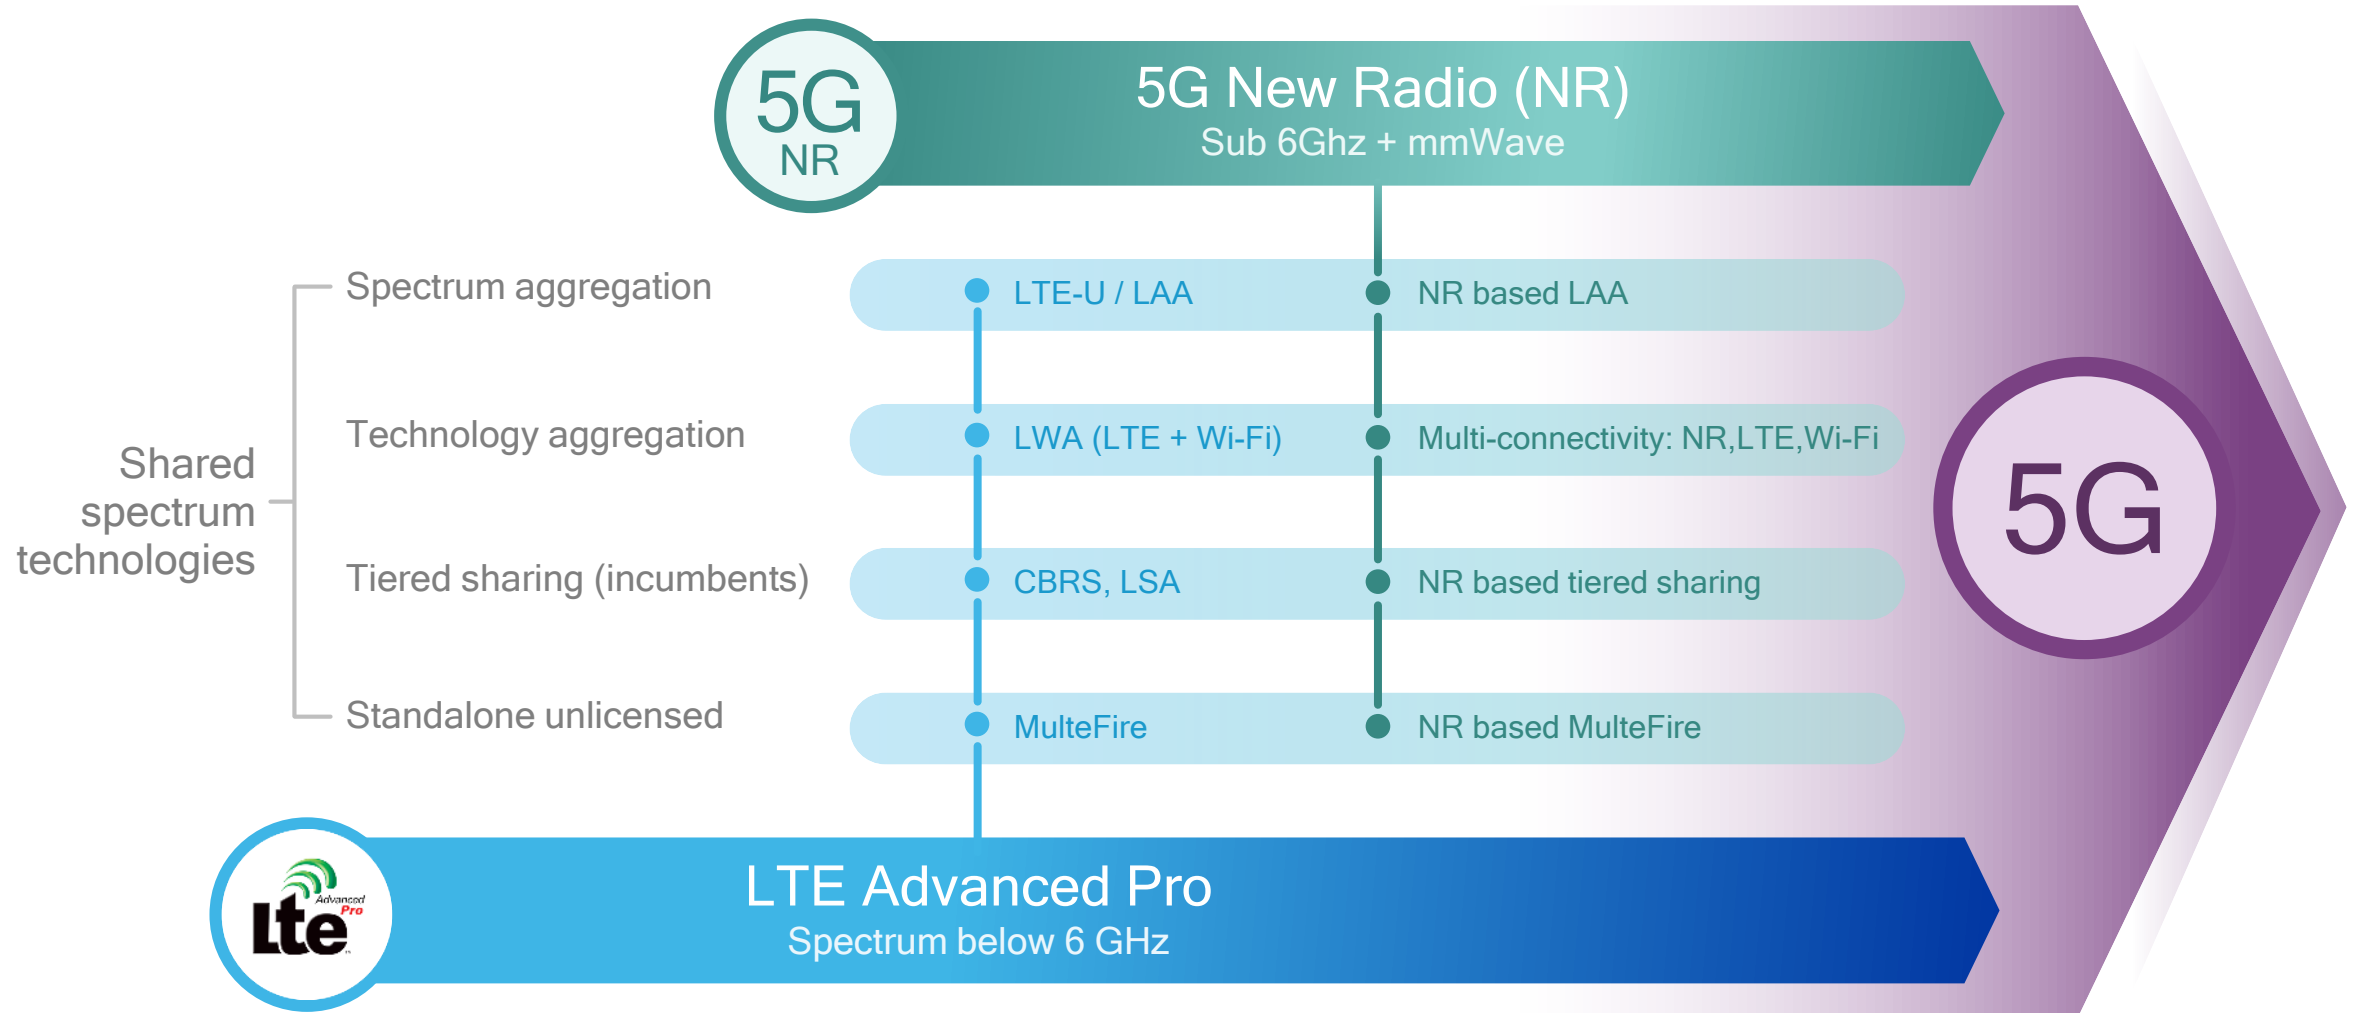 5G
NR
5G New Radio (NR)
Sub 6Ghz + mmWave
Shared
spectrum
technologies
Spectrum aggregation
LTE-U / LAA
NR based LAA
Technology aggregation
LWA (LTE + Wi-Fi)
Multi-connectivity: NR,LTE,Wi-Fi
Tiered sharing (incumbents)
CBRS, LSA
NR based tiered sharing
Standalone unlicensed
MulteFire
NR based MulteFire
5G
Advanced
Pro
Lte
LTE Advanced Pro
Spectrum below 6 GHz